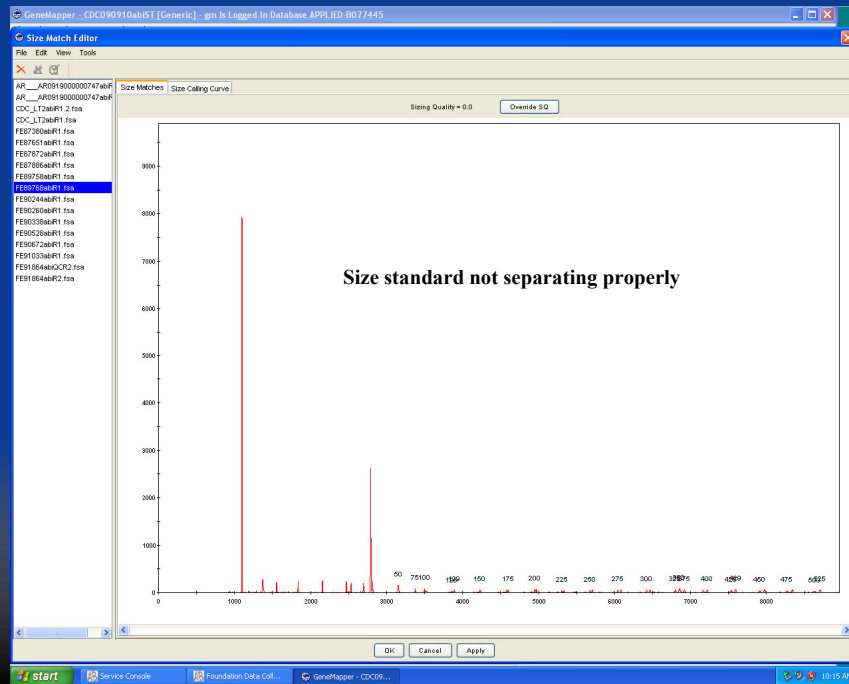 GeneMapper - CDC090910abiST [Generic] - gm Is Logged In Database APPLIED-B077445
Size Match Editor
File Edit View Tools
AR___AR0919000000747abiF
AR___AR0919000000747abiF
CDC_LT2abiR1.2.fsa
CDC_LT2abiR1.fsa
FE87380abiR1.fsa
FE87651abiR1.fsa
FE87872abiR1.fsa
FE87886abiR1.fsa
FE89758abiR1.fsa
FE89768abiR1.fsa
FE90244abiR1.fsa
FE90260abiR1.fsa
FE90338abiR1.fsa
FE90528abiR1.fsa
FE90672abiR1.fsa
FE91033abiR1.fsa
FE91864abiQCR2.fsa
FE91864abiR2.fsa
Size Matches Size Calling Curve
Sizing Quality = 0.0 Override SQ
9000
8000
7000
Size standard not separating properly
6000
5000
4000
3000
2000
1000
50 75 100 150 175 200 225 250 275 300 400 450 475
0
0 1000 2000 3000 4000 5000 6000 7000 8000
OK Cancel Apply
start Service Console Foundation Data Coll... GeneMapper - CDC09... 10:15 AM